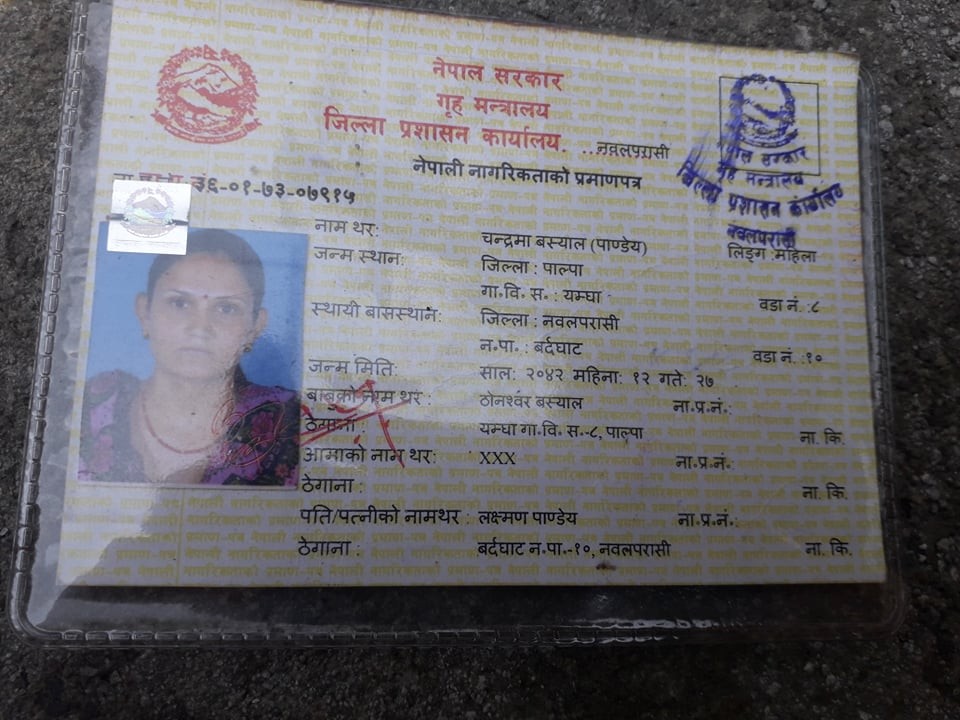 नेपाल सरकार
गृह मन्त्रालय
जिल्ला प्रशासन कार्यालय. ...नवलपरासी
नेपाली नागरिकताको प्रमाणपत्र
३६-०१-७३-०७९१५
नेपाल सरकार
गृह मन्त्रालय
जिल्ला प्रशासन कार्यालय
नवलपरासी
लिङ्ग :महिला
नाम थर: चन्द्रमा बस्याल (पाण्डेय)
जन्म स्थान: जिल्ला : पाल्पा
गा.वि. स. : यम्घा वडा नं. :८
स्थायी बासस्थान: जिल्ला : नवलपरासी
न.पा. : बर्दघाट वडा नं. :१०
जन्म मिति: साल: २०४२ महिना: १२ गते: २७
बाबुको नाम थर : ठोनश्वर बस्याल ना.प्र.नं.:
ठेगाना : यम्घा गा.वि. स.-८, पाल्पा ना. कि.
आमाको नाम थर: XXX ना.प्र.नं.
ठेगाना : ना. कि.
पति/पत्नीको नामथर : लक्ष्मण पाण्डेय ना.प्र.नं.:
ठेगाना : बर्दघाट न.पा.-१०, नवलपरासी ना. कि.